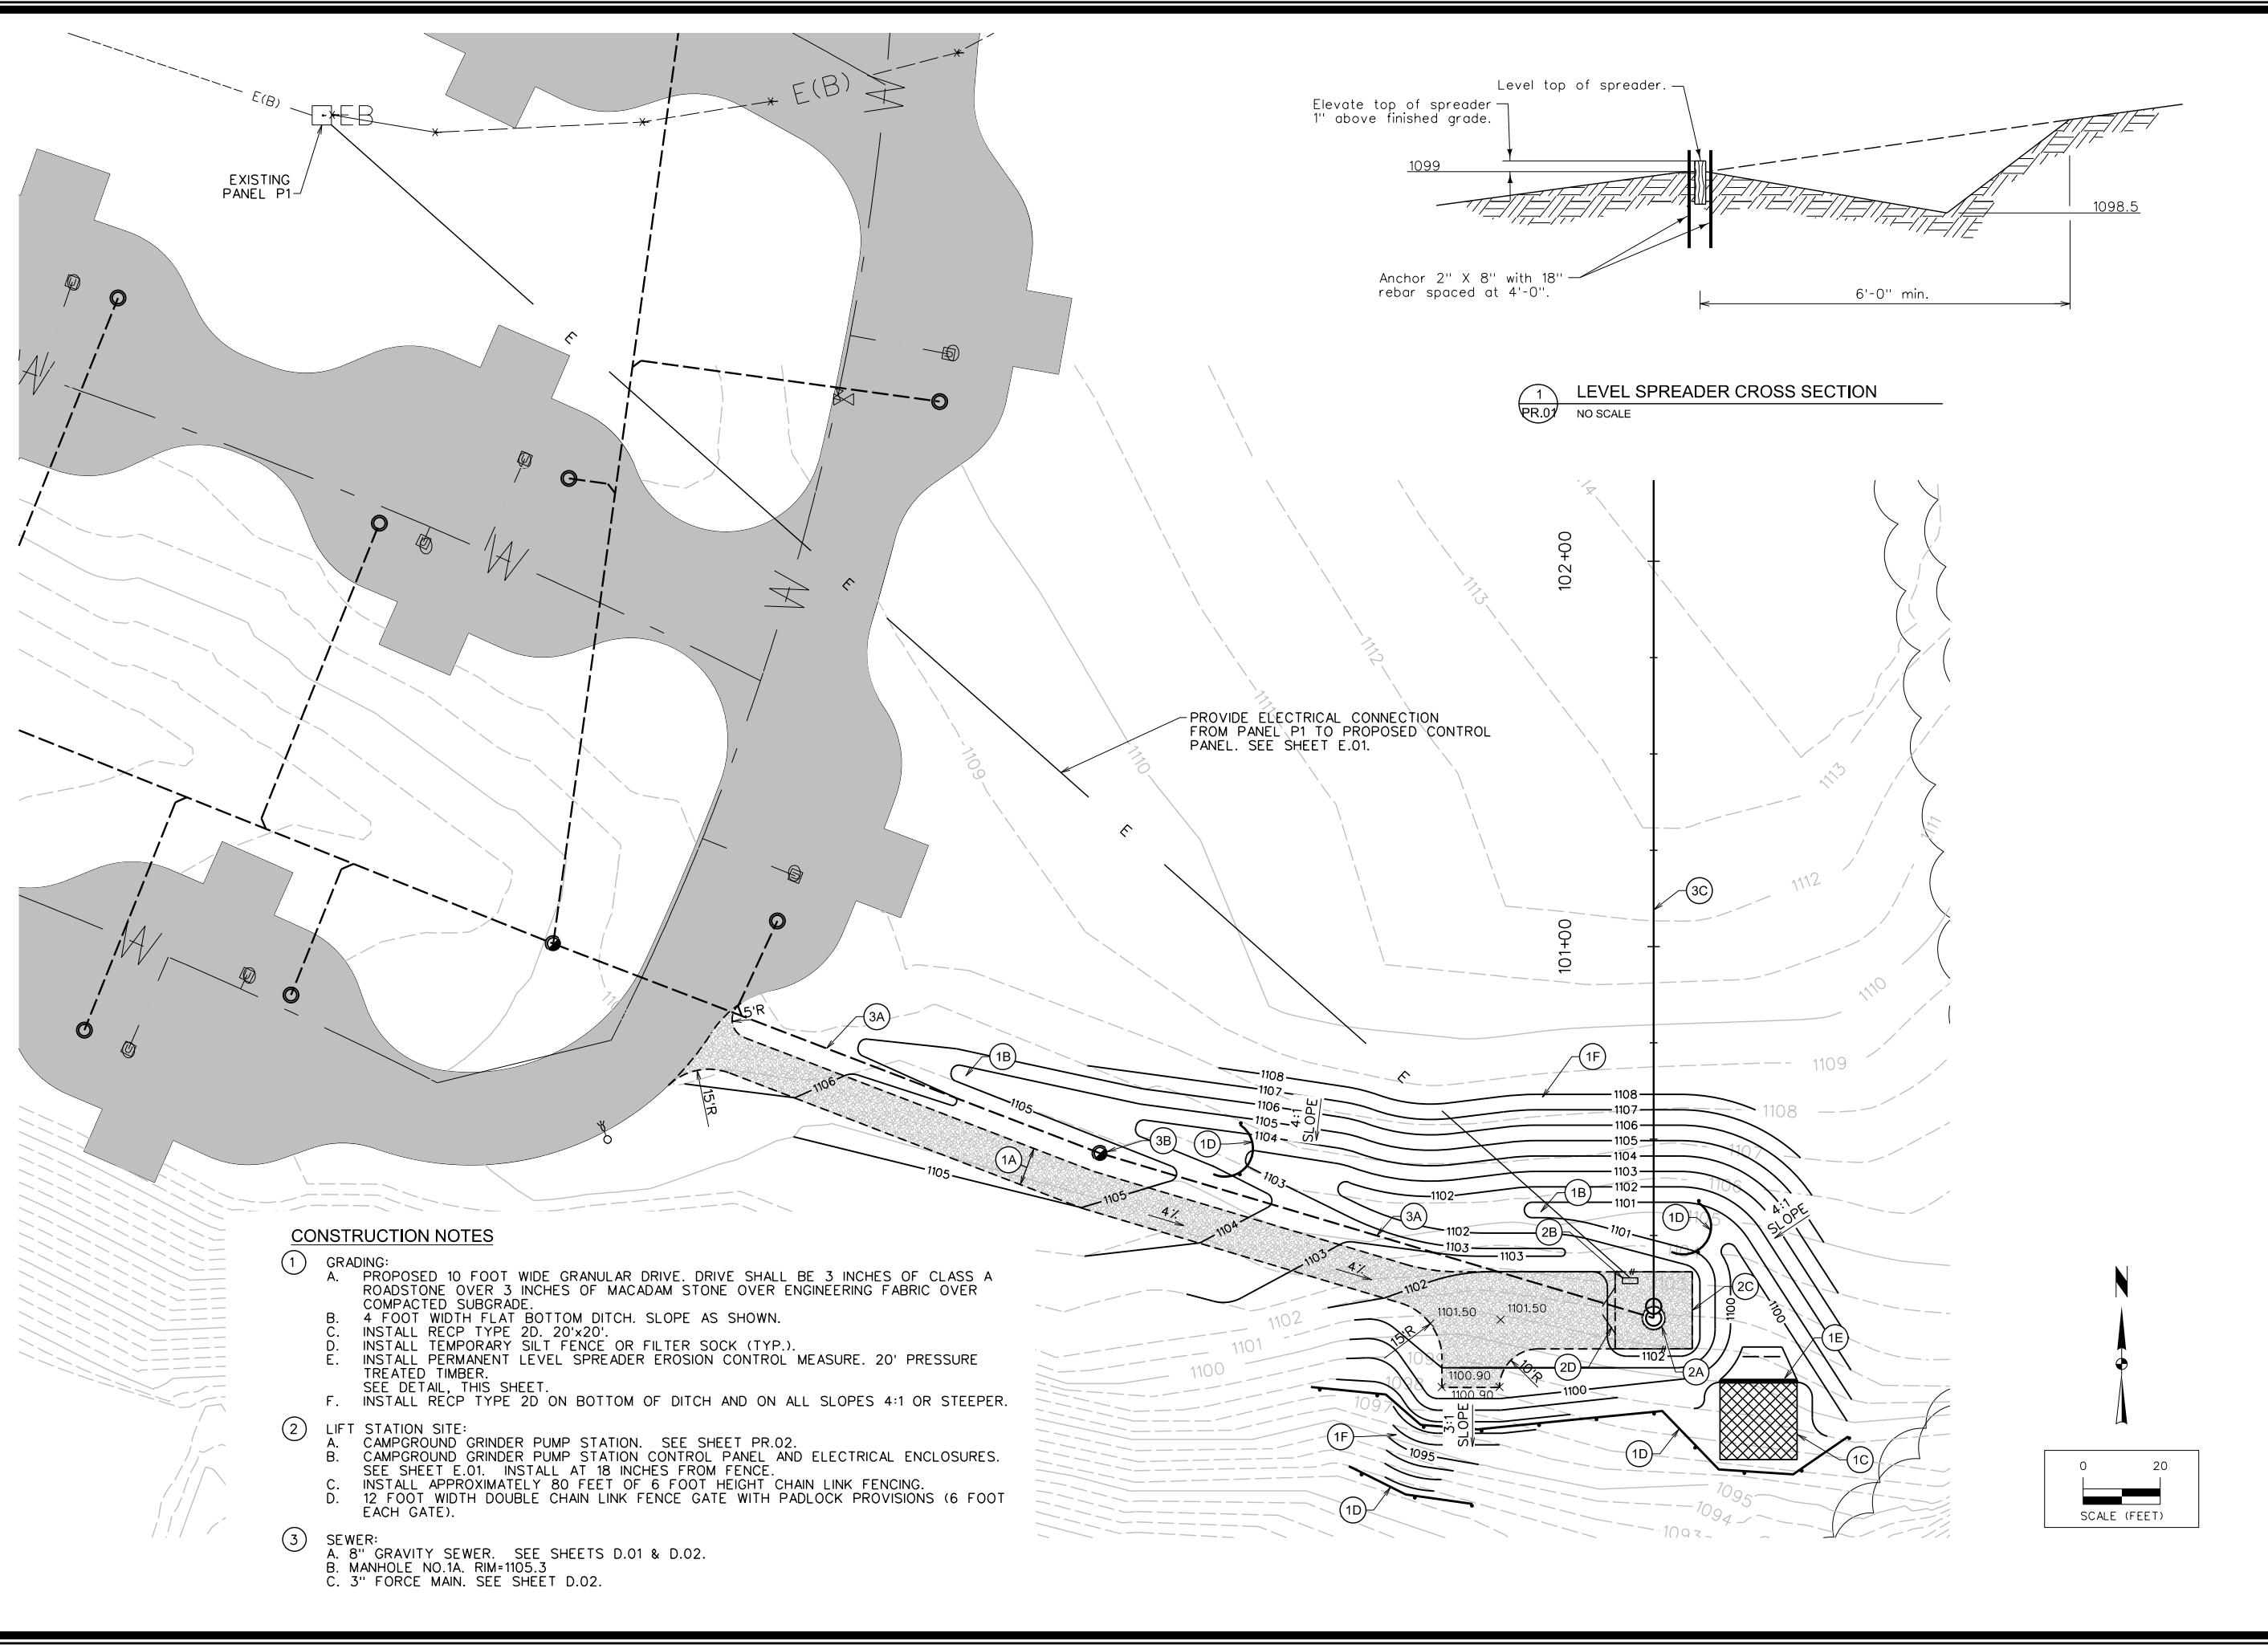 E(B)
EB
E(B)
EXISTING
PANEL P1
W
E
W
W
W
E
W
Level top of spreader.
Elevate top of spreader
1" above finished grade.
1099
1098.5
Anchor 2" X 8" with 18"
rebar spaced at 4'-0".
6'-0" min.
1
PR.01
LEVEL SPREADER CROSS SECTION
NO SCALE
102+00
101+00
1113
1112
1111
1110
1109
1113
1111
1112
1110
1109
1108
1107
1106
PROVIDE ELECTRICAL CONNECTION
FROM PANEL P1 TO PROPOSED CONTROL
PANEL. SEE SHEET E.01.
E
3C
E
15'R
3A
1B
1F
15'R
1106
1105
1108
1107
1106
1105
1104
4:1
SLOPE
1108
1107
1106
1105
1104
1103
1102
1101
1D
3B
1A
1105
1105
1103
1102
1B
1D
4:1
SLOPE
4%
1104
3A
1102
2B
1101
1103
1103
1103
4%
1102
1101.50
1101.50
2C
1100
1100
1E
15'R
1102
2D
2A
10'R
1100.90
1100.90
1100
1102
1101
1100
1098
1097
3:1
SLOPE
1F
1095
1D
1C
1D
1095
1094
1093
CONSTRUCTION NOTES
1 GRADING:
A. PROPOSED 10 FOOT WIDE GRANULAR DRIVE. DRIVE SHALL BE 3 INCHES OF CLASS A
ROADSTONE OVER 3 INCHES OF MACADAM STONE OVER ENGINEERING FABRIC OVER
COMPACTED SUBGRADE.
B. 4 FOOT WIDTH FLAT BOTTOM DITCH. SLOPE AS SHOWN.
C. INSTALL RECP TYPE 2D. 20'x20'.
D. INSTALL TEMPORARY SILT FENCE OR FILTER SOCK (TYP.).
E. INSTALL PERMANENT LEVEL SPREADER EROSION CONTROL MEASURE. 20' PRESSURE
TREATED TIMBER.
SEE DETAIL, THIS SHEET.
F. INSTALL RECP TYPE 2D ON BOTTOM OF DITCH AND ON ALL SLOPES 4:1 OR STEEPER.
2 LIFT STATION SITE:
A. CAMPGROUND GRINDER PUMP STATION. SEE SHEET PR.02.
B. CAMPGROUND GRINDER PUMP STATION CONTROL PANEL AND ELECTRICAL ENCLOSURES.
SEE SHEET E.01. INSTALL AT 18 INCHES FROM FENCE.
C. INSTALL APPROXIMATELY 80 FEET OF 6 FOOT HEIGHT CHAIN LINK FENCING.
D. 12 FOOT WIDTH DOUBLE CHAIN LINK FENCE GATE WITH PADLOCK PROVISIONS (6 FOOT
EACH GATE).
3 SEWER:
A. 8" GRAVITY SEWER. SEE SHEETS D.01 & D.02.
B. MANHOLE NO.1A. RIM=1105.3
C. 3" FORCE MAIN. SEE SHEET D.02.
N
0 20
SCALE (FEET)